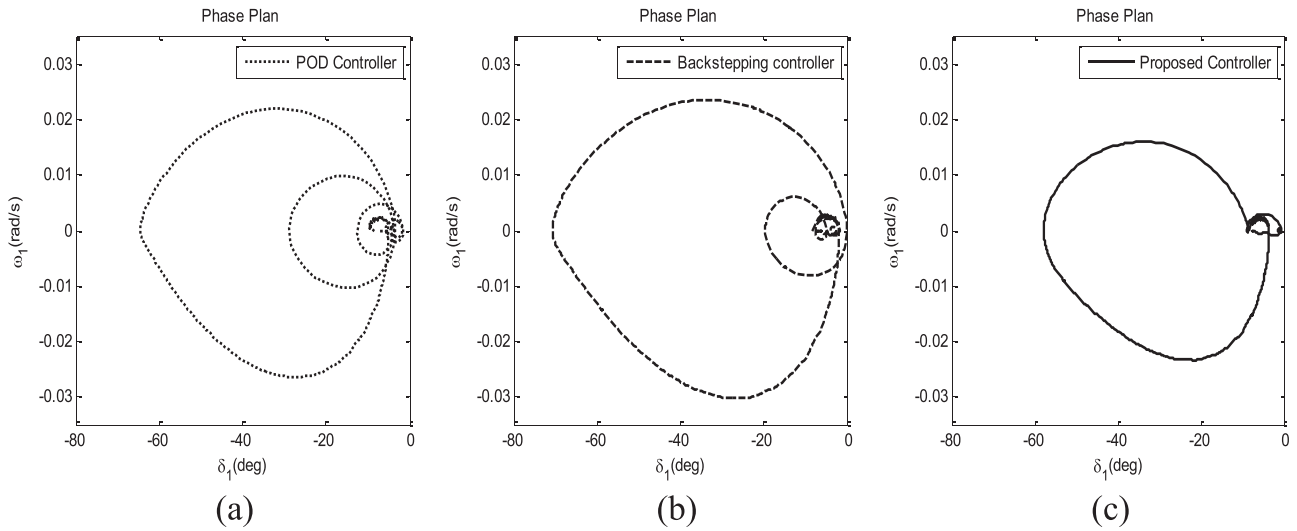 Phase Plan
POD Controller
0.03
0.02
0.01
0
-0.01
-0.02
-0.03
ω1(rad/s)
-80 -60 -40 -20 0
δ1(deg)
(a)
Phase Plan
Backstepping controller
0.03
0.02
0.01
0
-0.01
-0.02
-0.03
ω1(rad/s)
-80 -60 -40 -20 0
δ1(deg)
(b)
Phase Plan
Proposed Controller
0.03
0.02
0.01
0
-0.01
-0.02
-0.03
ω1(rad/s)
-80 -60 -40 -20 0
δ1(deg)
(c)